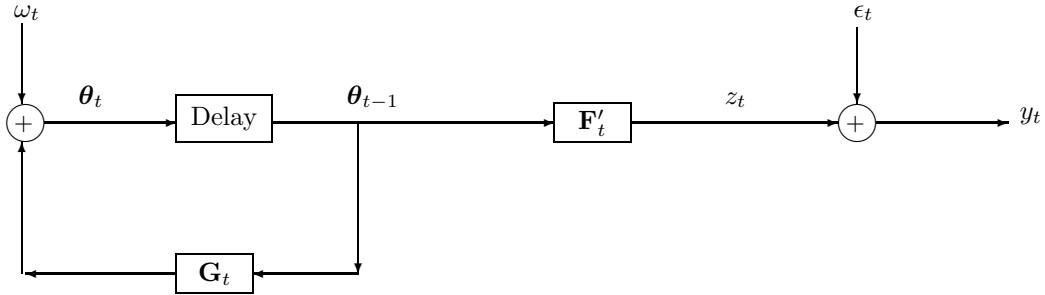 ω_t
ϵ_t
θ_t
θ_{t−1}
z_t
+
Delay
F′_t
+
y_t
G_t